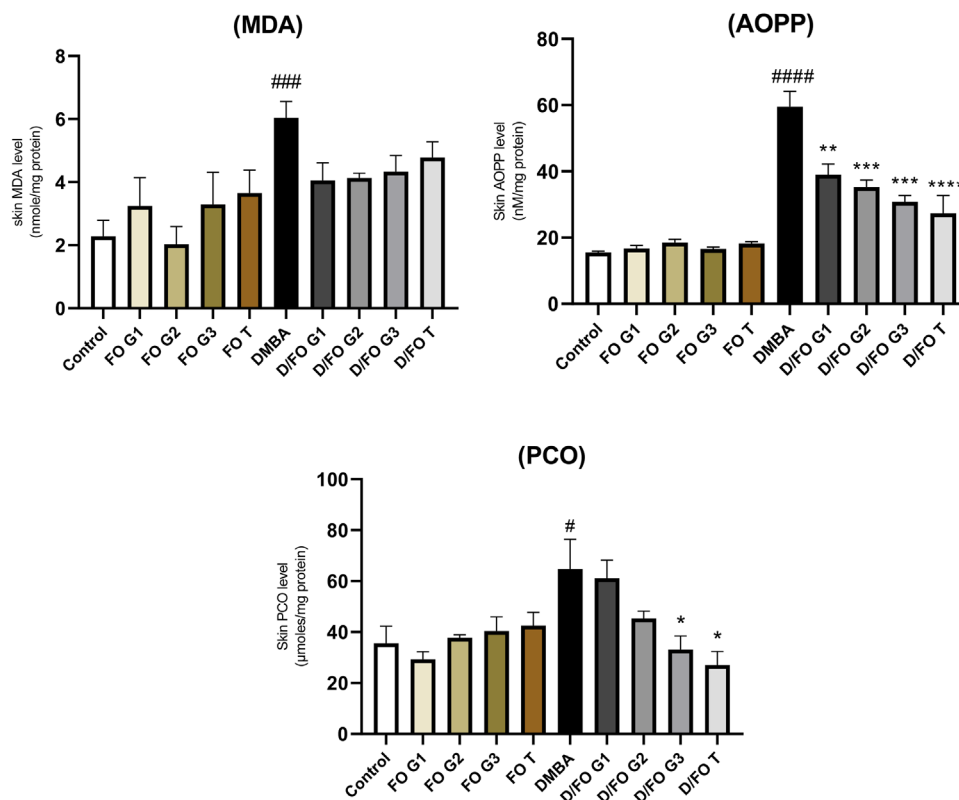 (MDA)
skin MDA level
(nmole/mg protein)
8
6
4
2
0
###
Control
FO G1
FO G2
FO G3
FO T
DMBA
D/FO G1
D/FO G2
D/FO G3
D/FO T
(AOPP)
Skin AOPP level
(nM/mg protein)
80
60
40
20
0
####
**
***
***
****
Control
FO G1
FO G2
FO G3
FO T
DMBA
D/FO G1
D/FO G2
D/FO G3
D/FO T
(PCO)
Skin PCO level
(µmoles/mg protein)
100
80
60
40
20
0
#
*
*
Control
FO G1
FO G2
FO G3
FO T
DMBA
D/FO G1
D/FO G2
D/FO G3
D/FO T